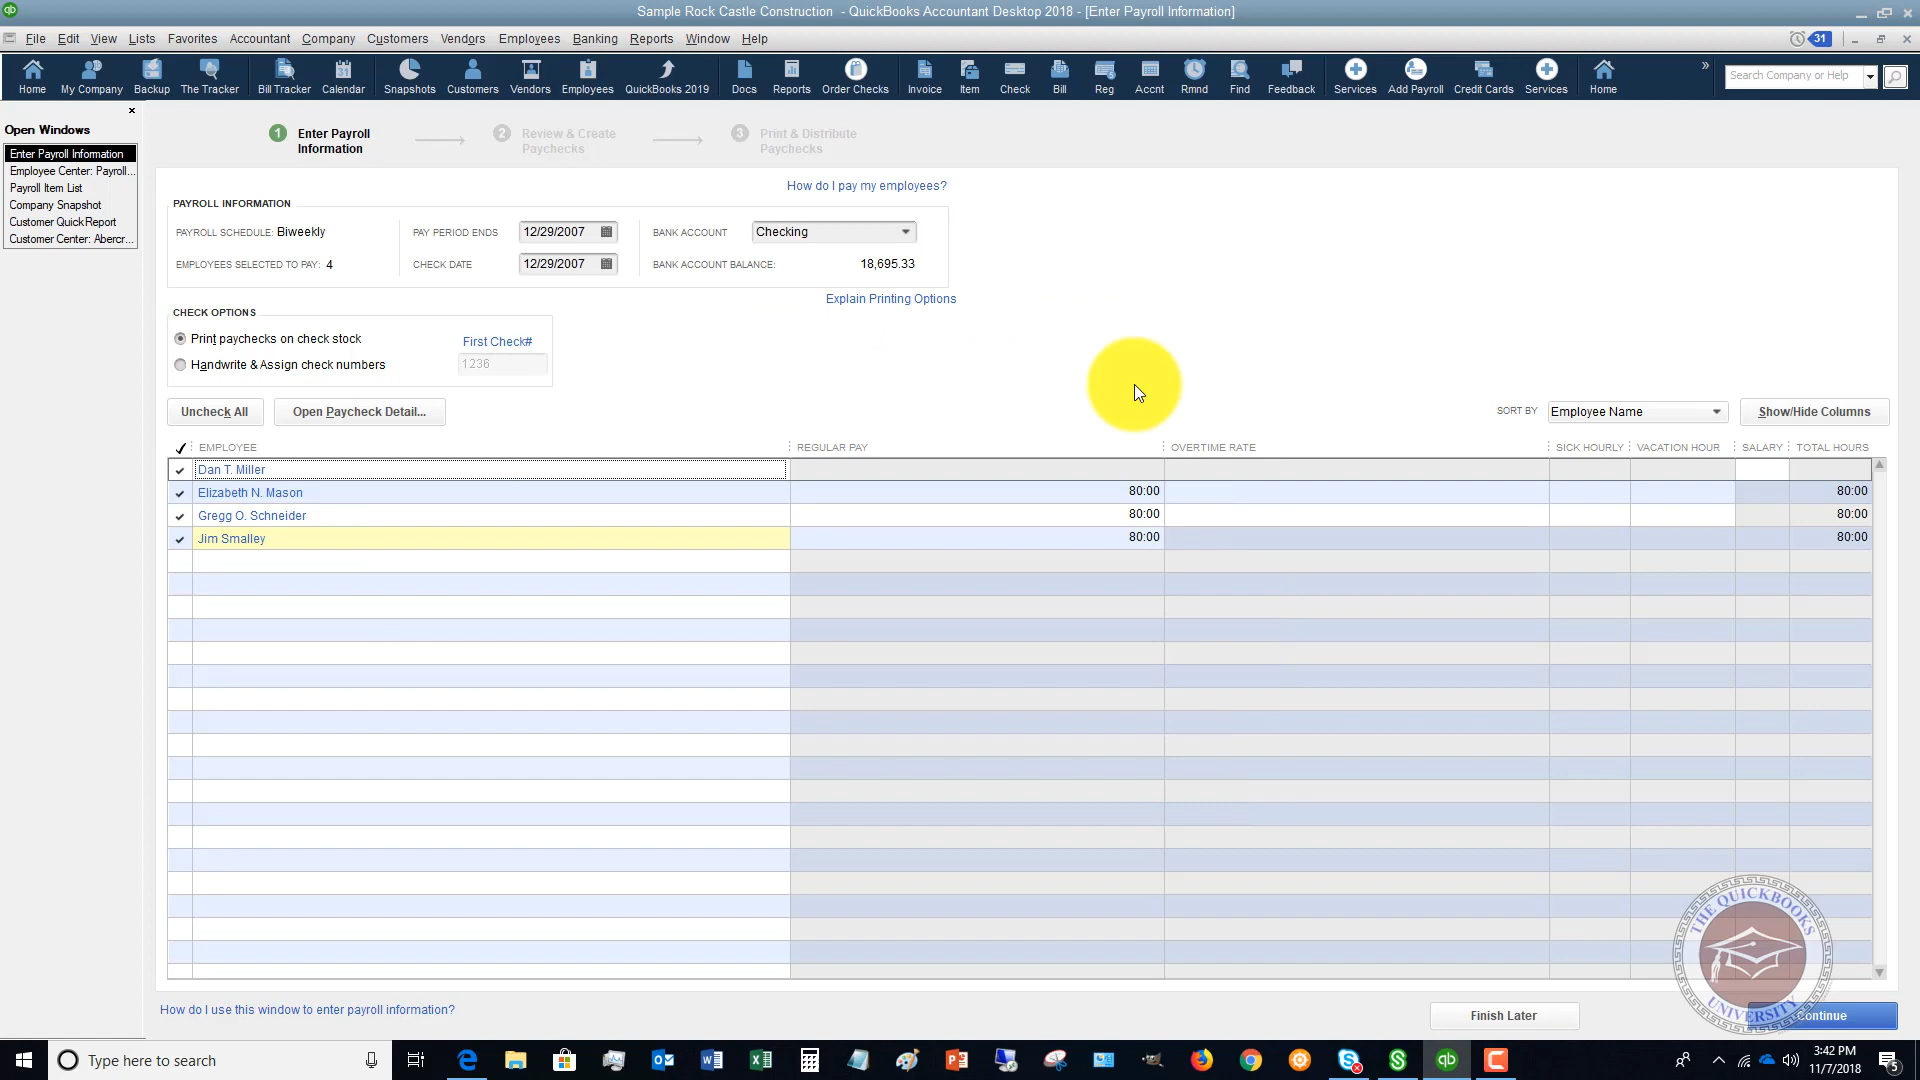 Sample Rock Castle Construction - QuickBooks Accountant Desktop 2018 - [Enter Payroll Information]
File Edit View Lists Favorites Accountant Company Customers Vendors Employees Banking Reports Window Help
31
Home My Company Backup The Tracker Bill Tracker Calendar Snapshots Customers Vendors Employees QuickBooks 2019 Docs Reports Order Checks Invoice Item Check Bill Reg Accnt Rmnd Find Feedback Services Add Payroll Credit Cards Services Home
Search Company or Help
Open Windows
Enter Payroll Information
Employee Center: Payroll...
Payroll Item List
Company Snapshot
Customer QuickReport
Customer Center: Abercr...
1 Enter Payroll Information
2 Review & Create Paychecks
3 Print & Distribute Paychecks
How do I pay my employees?
PAYROLL INFORMATION
PAYROLL SCHEDULE: Biweekly
PAY PERIOD ENDS 12/29/2007
BANK ACCOUNT Checking
EMPLOYEES SELECTED TO PAY: 4
CHECK DATE 12/29/2007
BANK ACCOUNT BALANCE: 18,695.33
Explain Printing Options
CHECK OPTIONS
Print paychecks on check stock
First Check#
Handwrite & Assign check numbers
1236
Uncheck All
Open Paycheck Detail...
SORT BY Employee Name
Show/Hide Columns
EMPLOYEE REGULAR PAY OVERTIME RATE SICK HOURLY VACATION HOUR SALARY TOTAL HOURS
Dan T. Miller
Elizabeth N. Mason 80:00 80:00
Gregg O. Schneider 80:00 80:00
Jim Smalley 80:00 80:00
THE QUICKBOOKS UNIVERSITY
How do I use this window to enter payroll information?
Finish Later
Continue
Type here to search
3:42 PM
11/7/2018
5